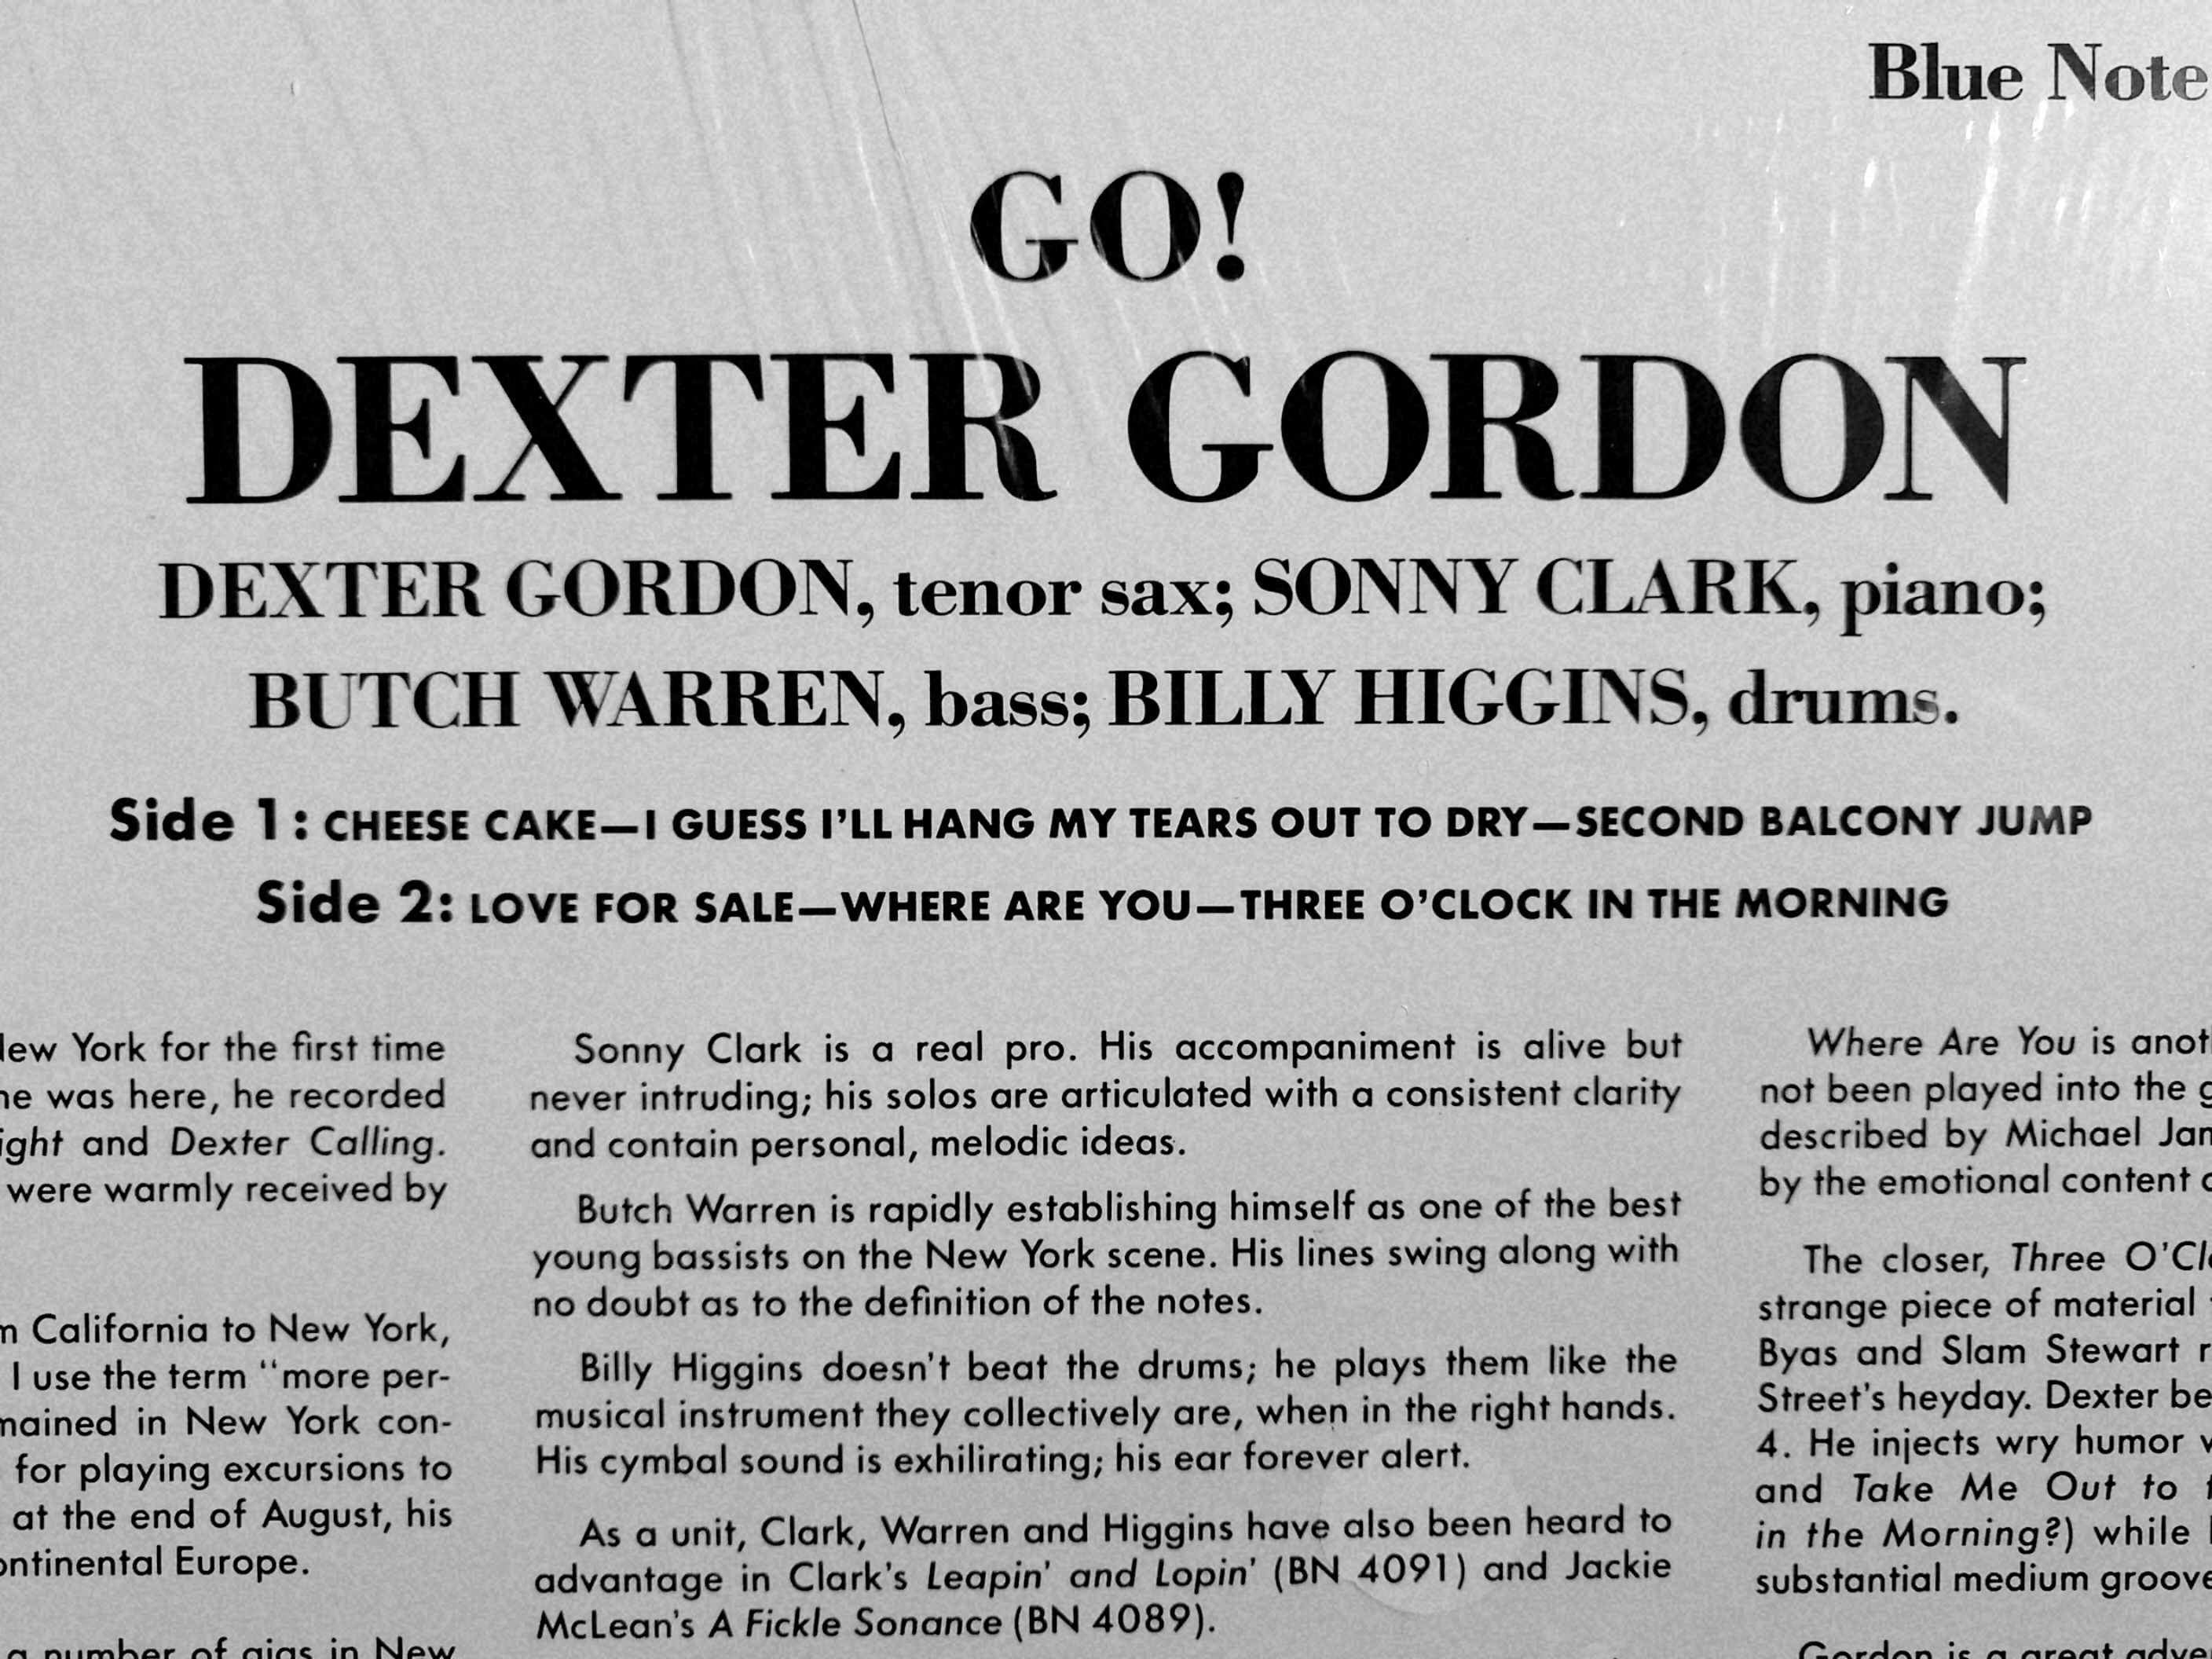 Blue Note
GO!
DEXTER GORDON
DEXTER GORDON, tenor sax; SONNY CLARK, piano;
BUTCH WARREN, bass; BILLY HIGGINS, drums.
Side 1: CHEESE CAKE—I GUESS I'LL HANG MY TEARS OUT TO DRY—SECOND BALCONY JUMP
Side 2: LOVE FOR SALE—WHERE ARE YOU—THREE O'CLOCK IN THE MORNING
York for the first time
was here, he recorded
and Dexter Calling.
were warmly received by
California to New York,
I use the term "more per-
in New York con-
for playing excursions to
at the end of August, his
Europe.
a number of gigs in New
Sonny Clark is a real pro. His accompaniment is alive but
never intruding; his solos are articulated with a consistent clarity
and contain personal, melodic ideas.
Butch Warren is rapidly establishing himself as one of the best
young bassists on the New York scene. His lines swing along with
no doubt as to the definition of the notes.
Billy Higgins doesn't beat the drums; he plays them like the
musical instrument they collectively are, when in the right hands.
His cymbal sound is exhilirating; his ear forever alert.
As a unit, Clark, Warren and Higgins have also been heard to
advantage in Clark's Leapin' and Lopin' (BN 4091) and Jackie
McLean's A Fickle Sonance (BN 4089).
Where Are You is
not been played into the
described by Michael
by the emotional content
The closer, Three
strange piece of material
Byas and Slam Stewart
Street's heyday. Dexter
4. He injects wry humor
and Take Me Out to
in the Morning?) while
substantial medium groove
Gordon is a great